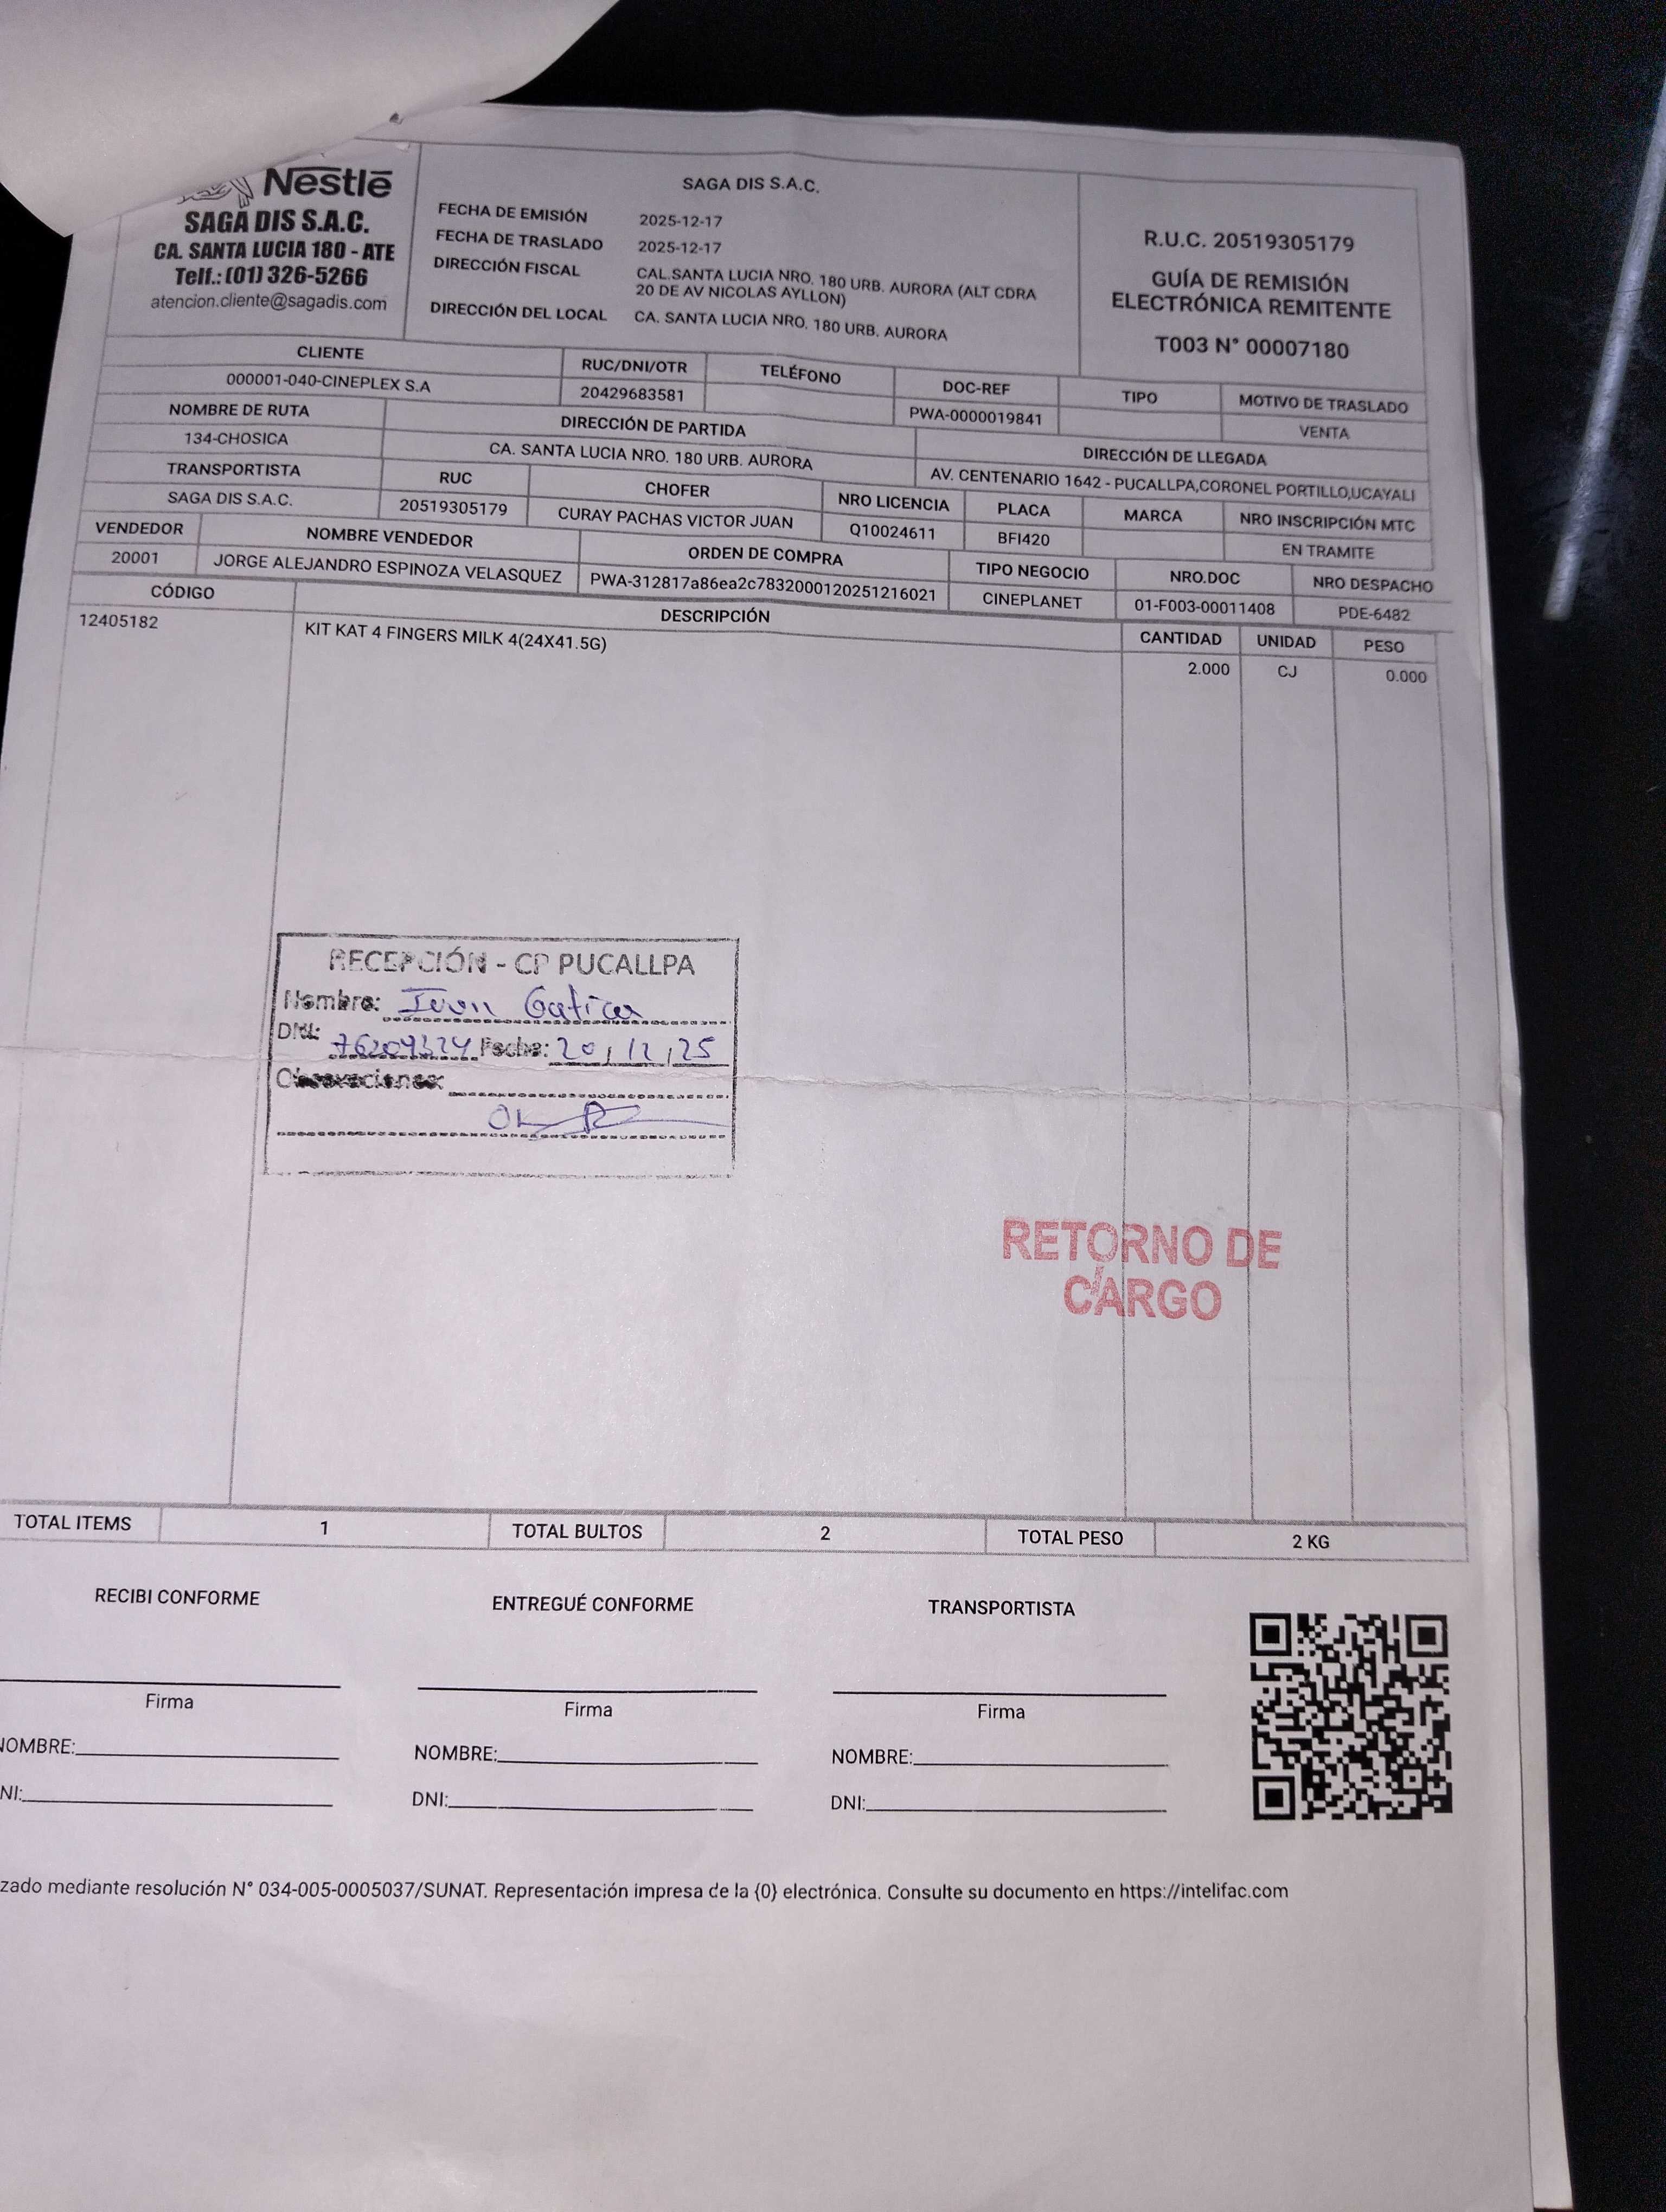 Nestlē
SAGA DIS S.A.C.
CA. SANTA LUCIA 180 - ATE
Telf.: (01) 326-5266
atencion.cliente@sagadis.com
SAGA DIS S.A.C.
FECHA DE EMISIÓN 2025-12-17
FECHA DE TRASLADO 2025-12-17
DIRECCIÓN FISCAL CAL.SANTA LUCIA NRO. 180 URB. AURORA (ALT CDRA
20 DE AV NICOLAS AYLLON)
DIRECCIÓN DEL LOCAL CA. SANTA LUCIA NRO. 180 URB. AURORA
R.U.C. 20519305179
GUÍA DE REMISIÓN
ELECTRÓNICA REMITENTE
T003 N° 00007180
CLIENTE RUC/DNI/OTR TELÉFONO DOC-REF TIPO MOTIVO DE TRASLADO
000001-040-CINEPLEX S.A 20429683581 PWA-0000019841 VENTA
NOMBRE DE RUTA DIRECCIÓN DE PARTIDA DIRECCIÓN DE LLEGADA
134-CHOSICA CA. SANTA LUCIA NRO. 180 URB. AURORA AV. CENTENARIO 1642 - PUCALLPA,CORONEL PORTILLO,UCAYALI
TRANSPORTISTA RUC CHOFER NRO LICENCIA PLACA MARCA NRO INSCRIPCIÓN MTC
SAGA DIS S.A.C. 20519305179 CURAY PACHAS VICTOR JUAN Q10024611 BFI420 EN TRAMITE
VENDEDOR NOMBRE VENDEDOR ORDEN DE COMPRA TIPO NEGOCIO NRO.DOC NRO DESPACHO
20001 JORGE ALEJANDRO ESPINOZA VELASQUEZ PWA-312817a86ea2c7832000120251216021 CINEPLANET 01-F003-00011408 PDE-6482
CÓDIGO DESCRIPCIÓN CANTIDAD UNIDAD PESO
12405182 KIT KAT 4 FINGERS MILK 4(24X41.5G) 2.000 CJ 0.000
RECEPCIÓN - CP PUCALLPA
Nombre: Ivan Gatica
DNI: Fecha: 20/12/25
Observaciones:
OK
RETORNO DE
CARGO
TOTAL ITEMS 1 TOTAL BULTOS 2 TOTAL PESO 2 KG
RECIBI CONFORME ENTREGUÉ CONFORME TRANSPORTISTA
Firma Firma Firma
NOMBRE: NOMBRE: NOMBRE:
NI: DNI: DNI:
zado mediante resolución N° 034-005-0005037/SUNAT. Representación impresa de la {0} electrónica. Consulte su documento en https://intelifac.com